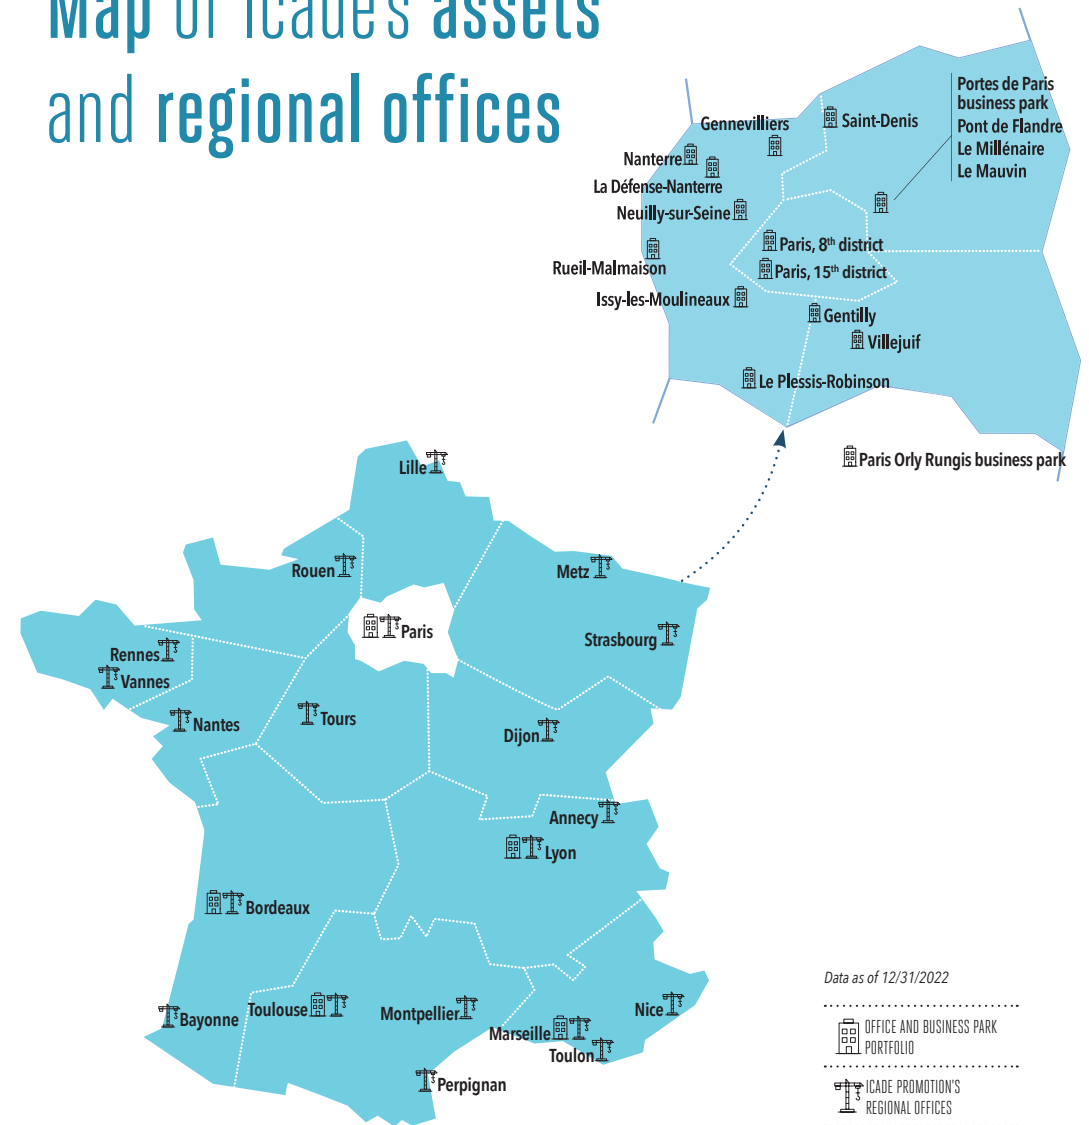 Map of Icade's assets
and regional offices
Portes de Paris
business park
Pont de Flandre
Le Millénaire
Le Mauvin
Saint-Denis
Gennevilliers
Nanterre
La Défense-Nanterre
Neuilly-sur-Seine
Paris, 8th district
Rueil-Malmaison
Paris, 15th district
Issy-les-Moulineaux
Gentilly
Villejuif
Le Plessis-Robinson
Paris Orly Rungis business park
Lille
Rouen
Metz
Paris
Strasbourg
Rennes
Vannes
Nantes
Tours
Dijon
Annecy
Lyon
Bordeaux
Toulouse
Bayonne
Montpellier
Nice
Marseille
Toulon
Perpignan
Data as of 12/31/2022
OFFICE AND BUSINESS PARK
PORTFOLIO
ICADE PROMOTION'S
REGIONAL OFFICES